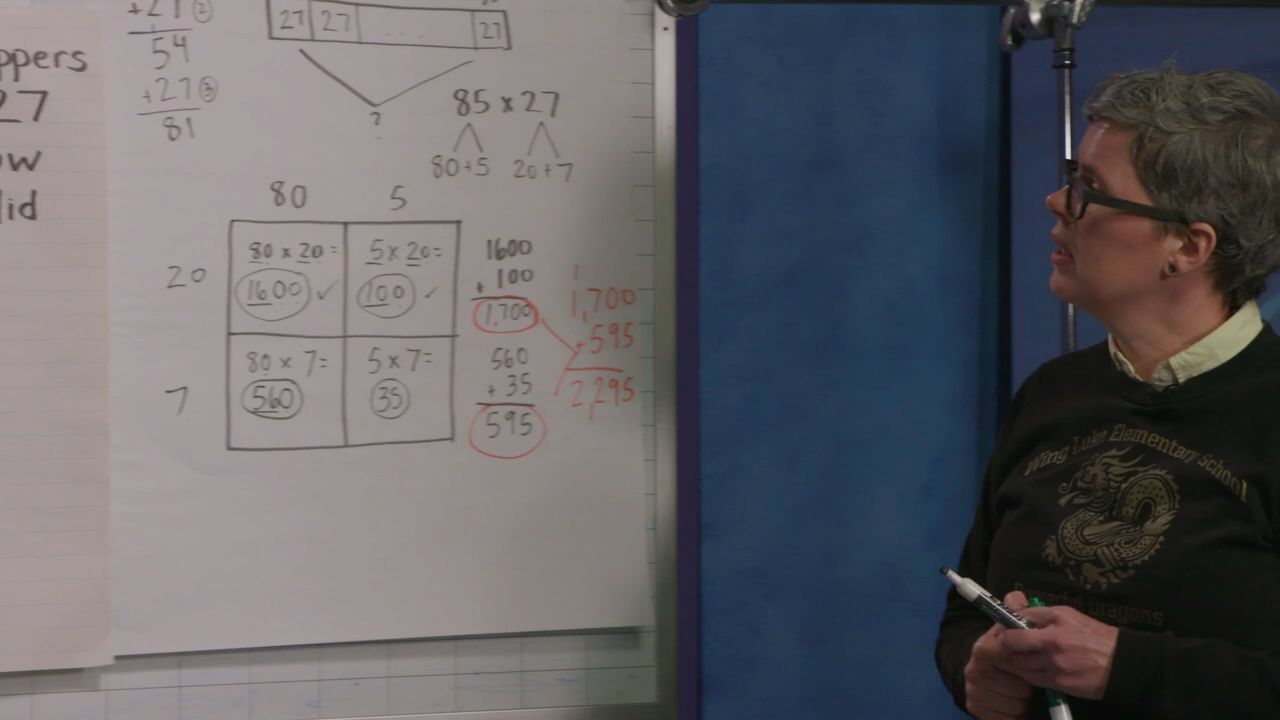 27
ow
+27 ②
54
+27 ③
81
27 27 . . . 27
?
85 x 27
80+5 20+7
80 5
20
7
80 x 20=
1600 ✓
5 x 20=
100 ✓
80 x 7=
560
5 x 7=
35
1600
+ 100
1,700
560
+ 35
595
1
1,700
+595
2,295
Wing Luke Elementary School
Dragons